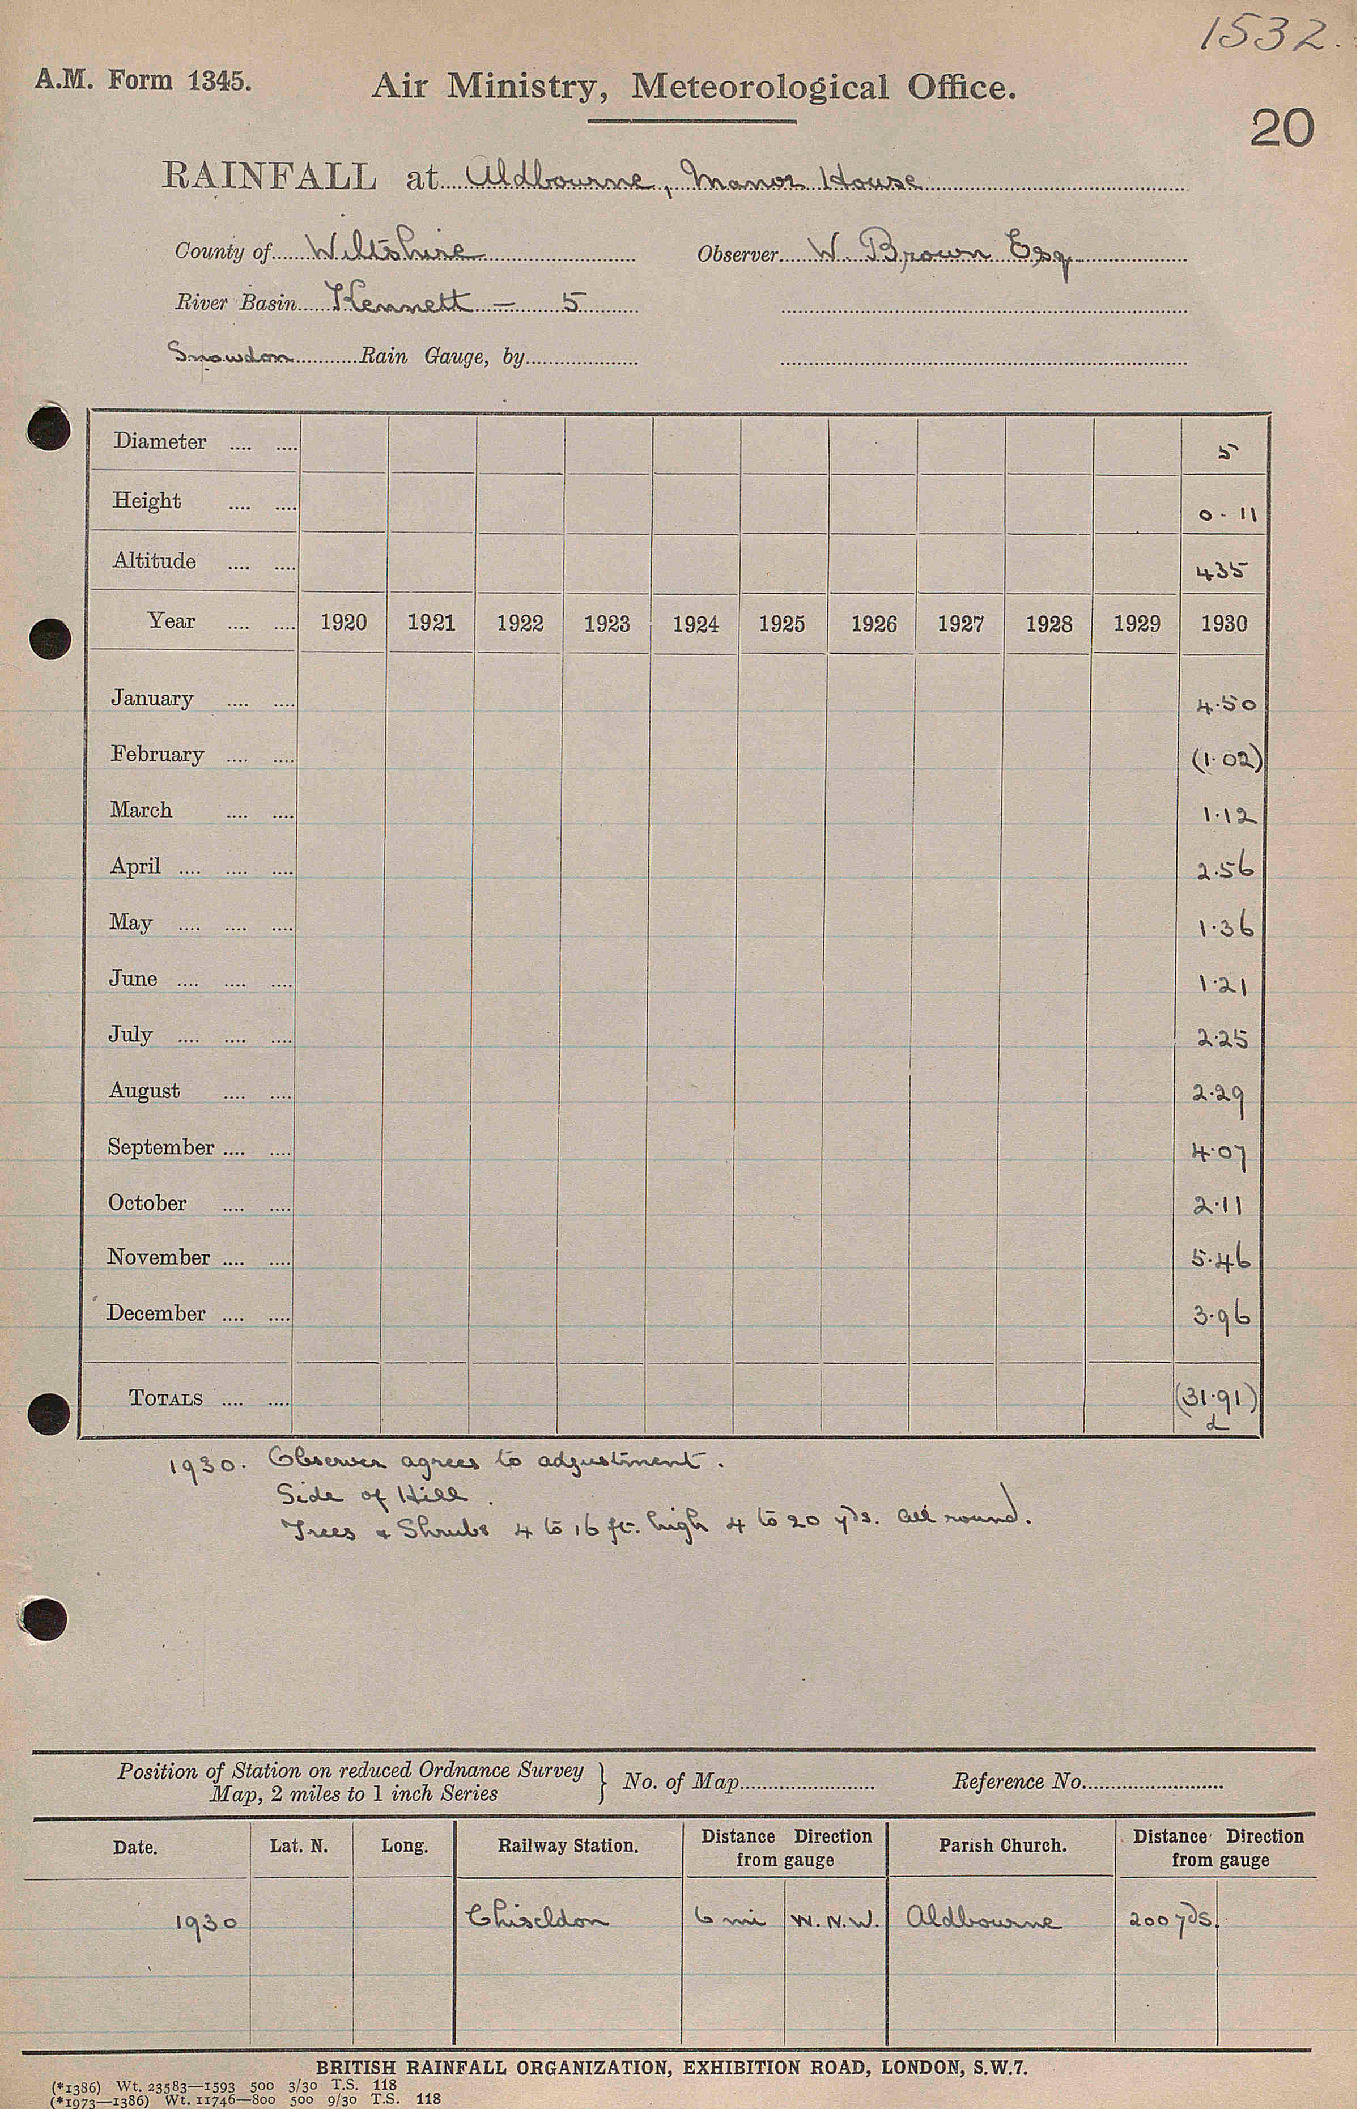 1532.
A.M. Form 1345. Air Ministry, Meteorological Office.
20
RAINFALL at Aldbourne, Manor House
County of Wiltshire Observer W. Brown Esq
River Basin Kennett — 5
Snowdon Rain Gauge, by
Diameter .... .... 5
Height .... .... 0-11
Altitude .... .... 435
Year .... .... 1920 1921 1922 1923 1924 1925 1926 1927 1928 1929 1930
January .... .... 4.50
February .... .... (1.02)
March .... .... 1.12
April .... .... .... 2.56
May .... .... .... 1.36
June .... .... .... 1.21
July .... .... .... 2.25
August .... .... 2.29
September .... .... 4.07
October .... .... 2.11
November .... .... 5.46
December .... .... 3.96
TOTALS .... .... (31.91)
d
1930. Observer agrees to adjustment.
Side of Hill.
Trees & Shrubs 4 to 16 ft. high 4 to 20 yds. all round.
Position of Station on reduced Ordnance Survey Map, 2 miles to 1 inch Series } No. of Map Reference No.
Date. Lat. N. Long. Railway Station. Distance Direction from gauge Parish Church. Distance Direction from gauge
1930 Chiseldon 6 mi W.N.W. Aldbourne 200 yds.
BRITISH RAINFALL ORGANIZATION, EXHIBITION ROAD, LONDON, S.W.7.
(*1386) Wt. 23583—1593 500 3/30 T.S. 118
(*1973—1386) Wt. 11746—800 500 9/30 T.S. 118